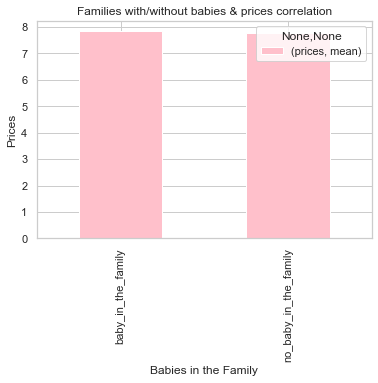 Families with/without babies & prices correlation
None,None
(prices, mean)
Prices
8
7
6
5
4
3
2
1
0
baby_in_the_family
no_baby_in_the_family
Babies in the Family